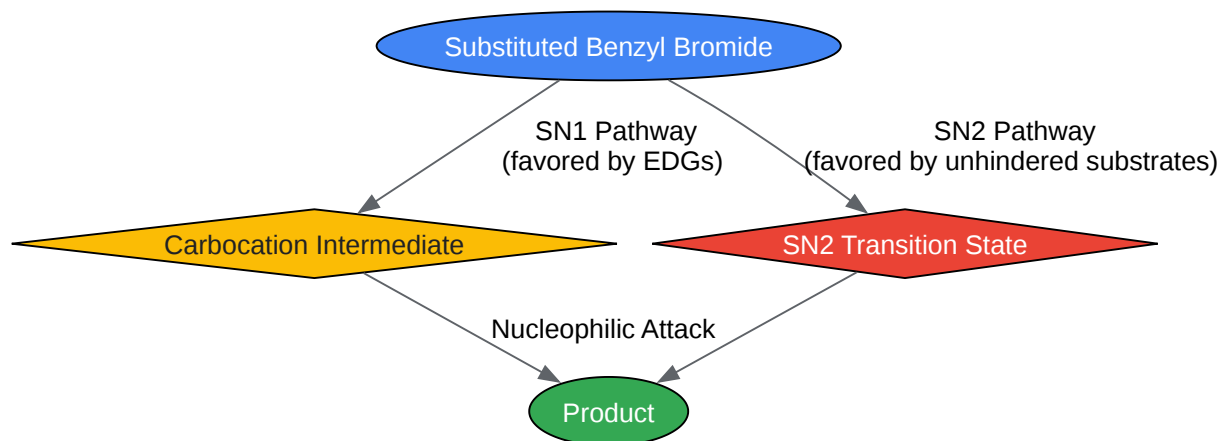 Substituted Benzyl Bromide
SN1 Pathway
(favored by EDGs)
SN2 Pathway
(favored by unhindered substrates)
Carbocation Intermediate
SN2 Transition State
Nucleophilic Attack
Product